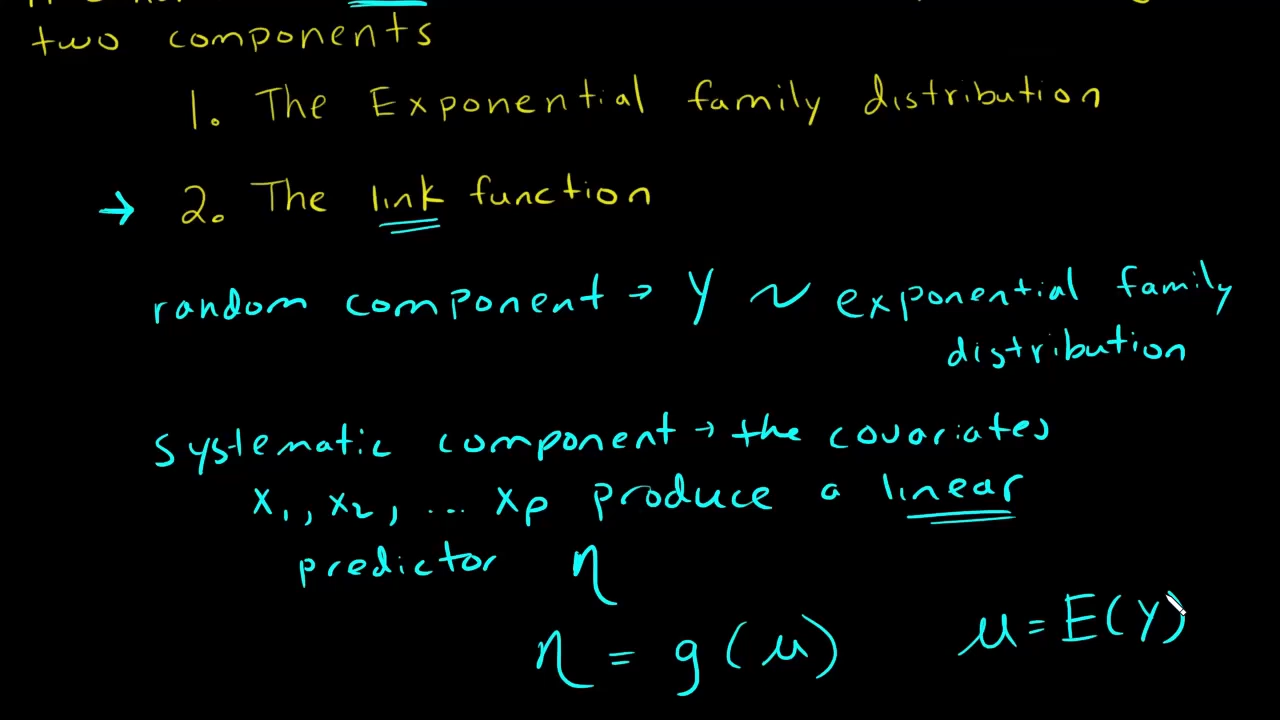 two components
1. The Exponential family distribution
→ 2. The link function
random component → Y ~ exponential family
distribution
systematic component → the covariates
x₁, x₂, ... xp produce a linear
predictor η
η = g(μ) μ = E(Y)